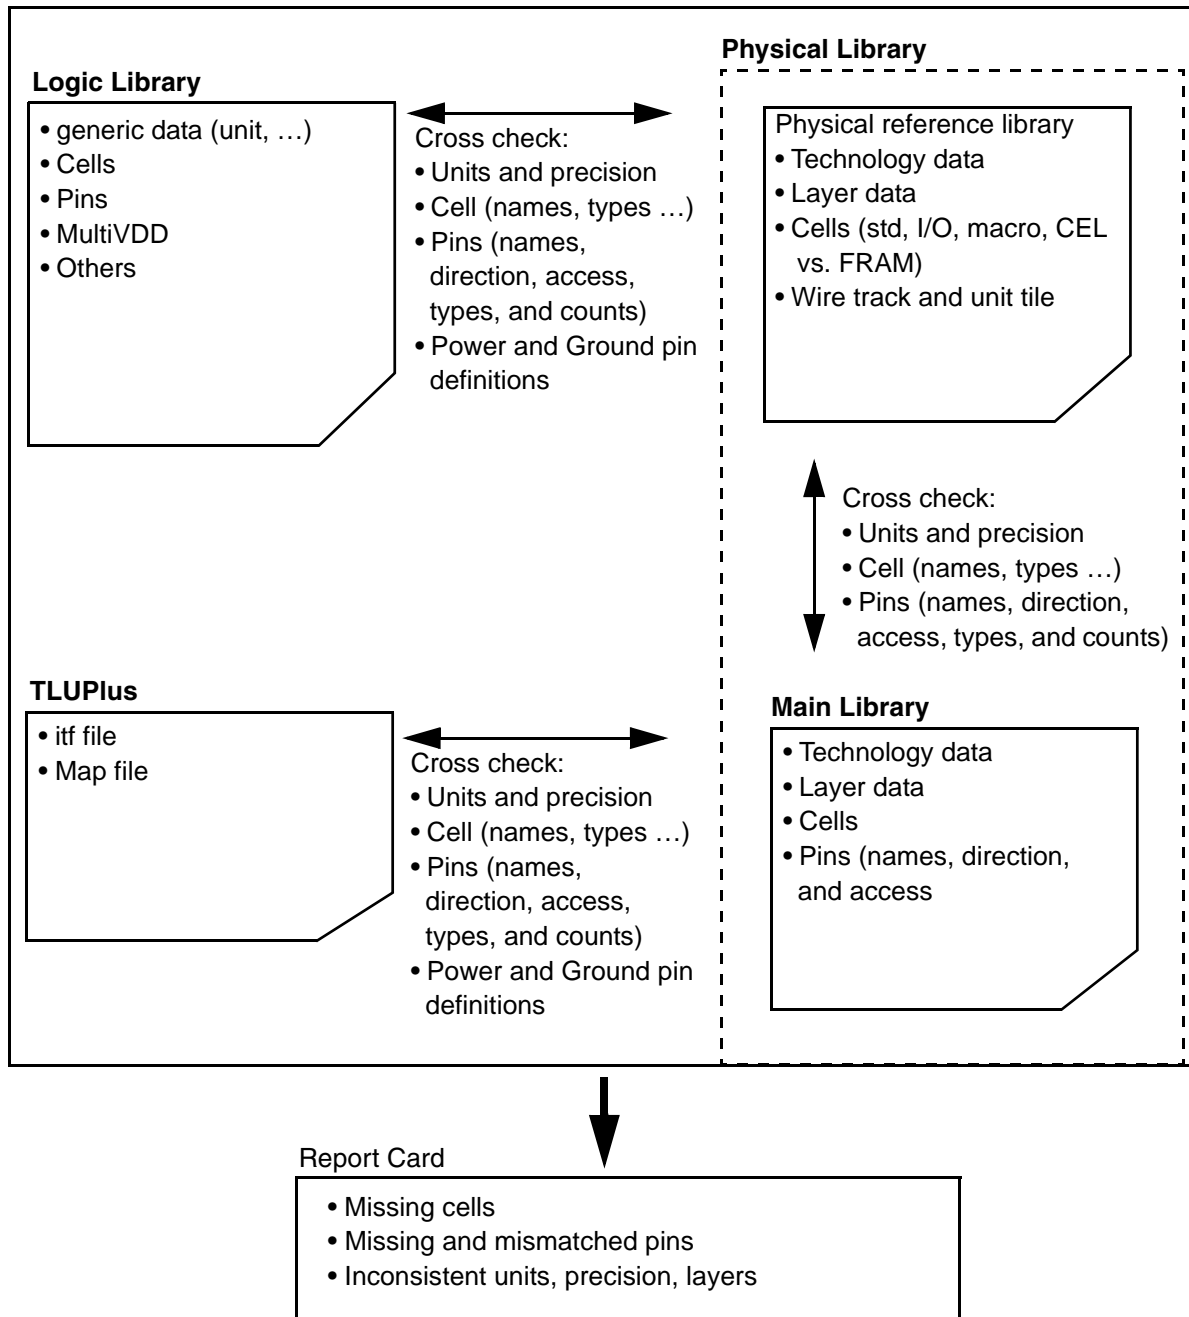 Logic Library
• generic data (unit, …)
• Cells
• Pins
• MultiVDD
• Others
Cross check:
• Units and precision
• Cell (names, types …)
• Pins (names,
direction, access,
types, and counts)
• Power and Ground pin
definitions
Physical Library
Physical reference library
• Technology data
• Layer data
• Cells (std, I/O, macro, CEL
vs. FRAM)
• Wire track and unit tile
Cross check:
• Units and precision
• Cell (names, types …)
• Pins (names, direction,
access, types, and counts)
TLUPlus
• itf file
• Map file
Cross check:
• Units and precision
• Cell (names, types …)
• Pins (names,
direction, access,
types, and counts)
• Power and Ground pin
definitions
Main Library
• Technology data
• Layer data
• Cells
• Pins (names, direction,
and access
Report Card
• Missing cells
• Missing and mismatched pins
• Inconsistent units, precision, layers